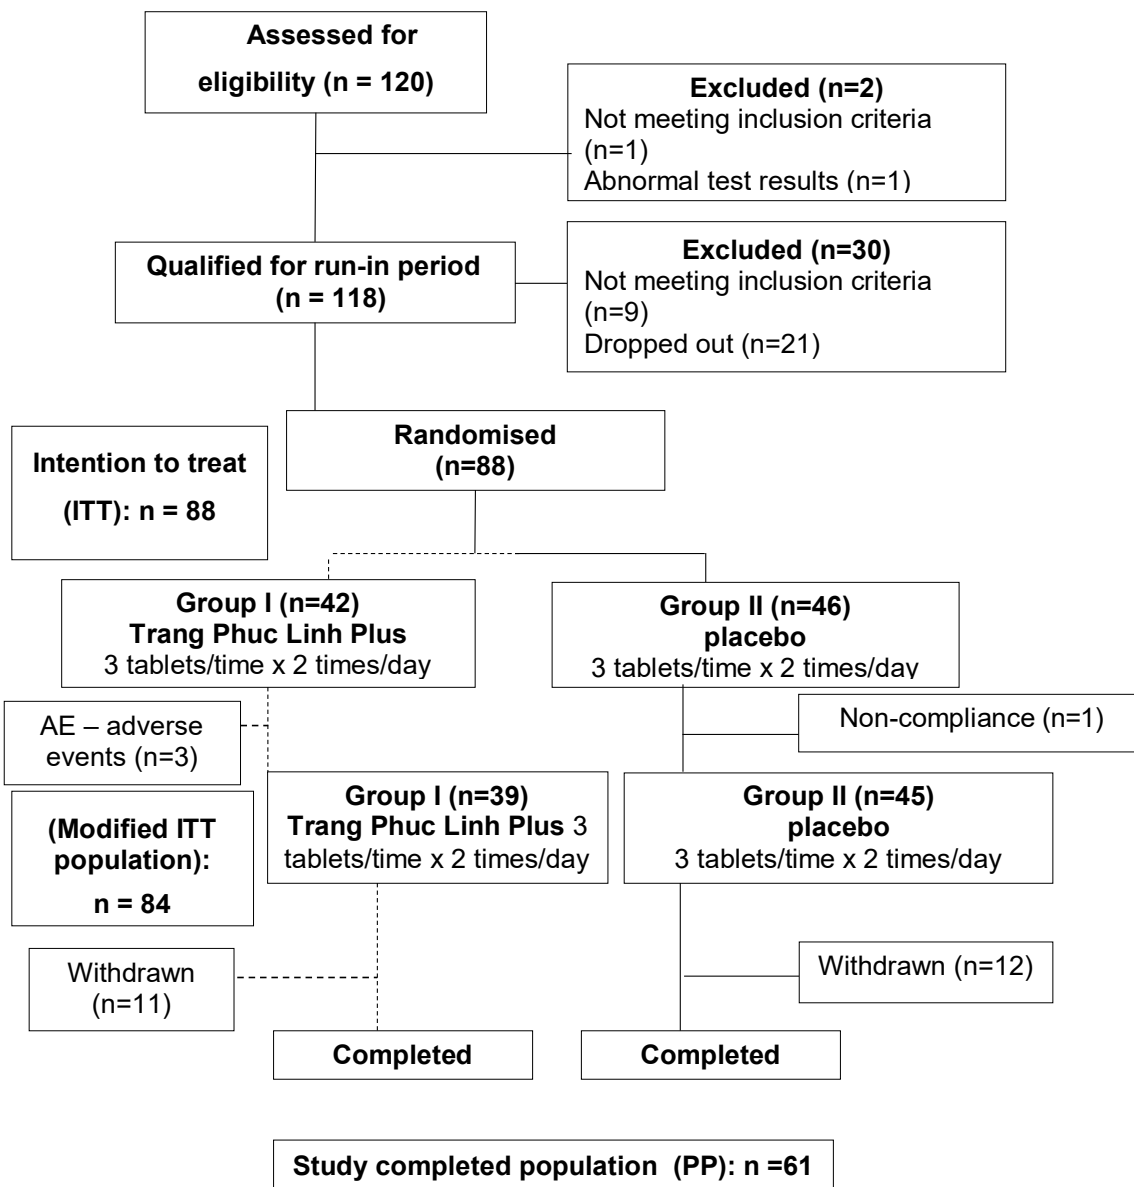 Assessed for
eligibility (n = 120)
Excluded (n=2)
Not meeting inclusion criteria
(n=1)
Abnormal test results (n=1)
Qualified for run-in period
(n = 118)
Excluded (n=30)
Not meeting inclusion criteria
(n=9)
Dropped out (n=21)
Randomised
(n=88)
Intention to treat
(ITT): n = 88
Group I (n=42)
Trang Phuc Linh Plus
3 tablets/time x 2 times/day
Group II (n=46)
placebo
3 tablets/time x 2 times/day
AE – adverse
events (n=3)
Non-compliance (n=1)
Group I (n=39)
Trang Phuc Linh Plus 3
tablets/time x 2 times/day
Group II (n=45)
placebo
3 tablets/time x 2 times/day
(Modified ITT
population):
n = 84
Withdrawn
(n=11)
Withdrawn (n=12)
Completed
Completed
Study completed population (PP): n =61